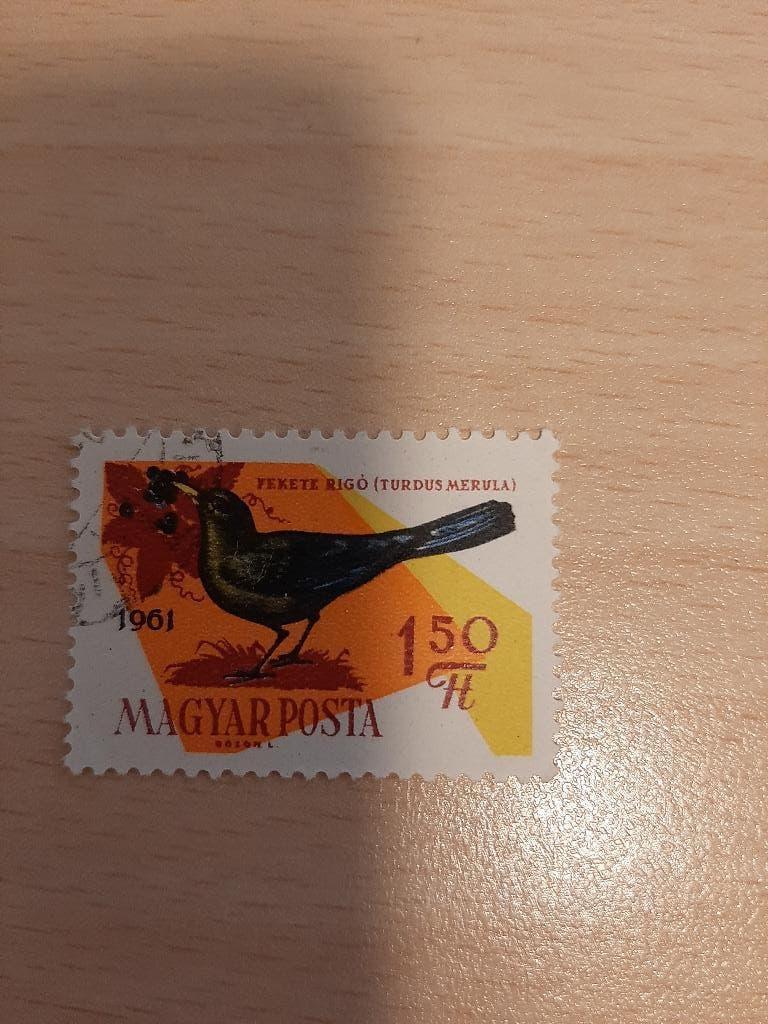 FEKETE RIGÓ (TURDUS MERULA)
1961
1 50
Ft
MAGYAR POSTA